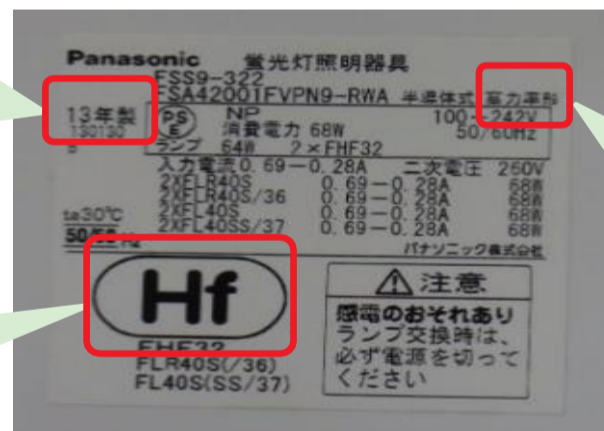 Panasonic 蛍光灯照明器具
FSS9-322
FSA42001FVPN9-RWA 半導体式 高力率形
13年製
130130
PS
E
NP 100-242V
消費電力 68W 50/60Hz
ランプ 64W 2×FHF32
入力電流0.69-0.28A 二次電圧 260V
2XFLR40S 0.69-0.28A 68W
2XFLR40S/36 0.69-0.28A 68W
2XFL40S 0.69-0.28A 68W
2XFL40SS/37 0.69-0.28A 68W
ta30℃
50/60 Hz
パナソニック株式会社
Hf
FHF32
FLR40S(/36)
FL40S(SS/37)
注意
感電のおそれあり
ランプ交換時は、
必ず電源を切って
ください